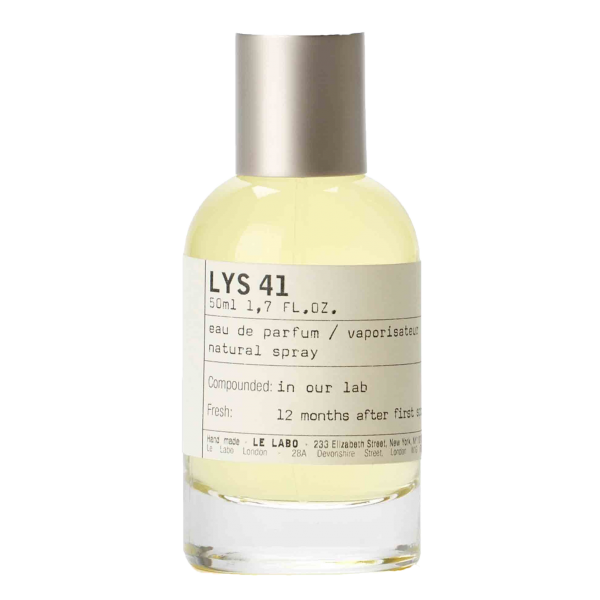 LYS 41
50ml 1,7 FL.OZ.
eau de parfum / vaporisateur
natural spray
Compounded: in our lab
Fresh: 12 months after first
Hand made - LE LABO - 233 Elizabeth Street, New York, N
Le Labo London - 28A Devonshire Street, London